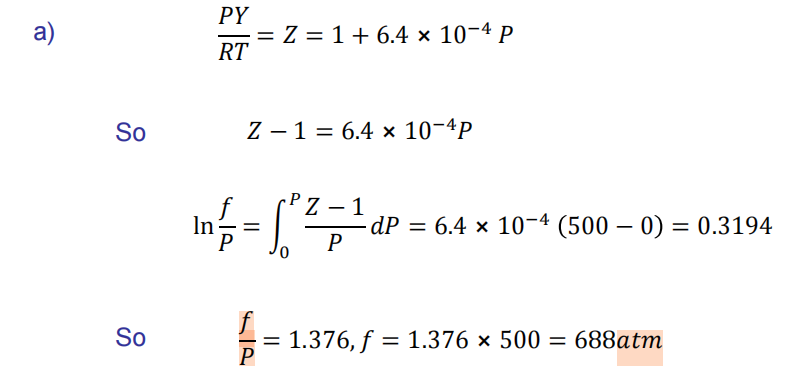 a) PY/RT = Z = 1 + 6.4 × 10⁻⁴ P
So Z − 1 = 6.4 × 10⁻⁴P
ln f/P = ∫₀ᴾ (Z − 1)/P dP = 6.4 × 10⁻⁴ (500 − 0) = 0.3194
So f/P = 1.376, f = 1.376 × 500 = 688atm